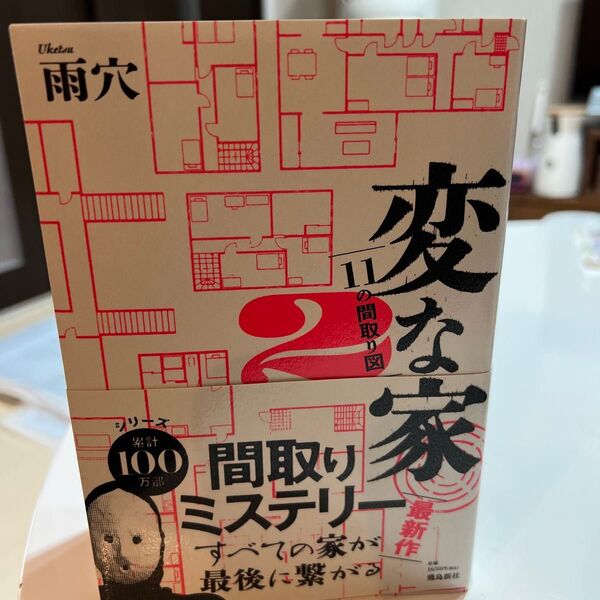 Uketsu
雨穴
変な家
2
11の間取り図
シリーズ
累計
100
万部
間取り
ミステリー
最新作
すべての家が
最後に繋がる
飛鳥新社